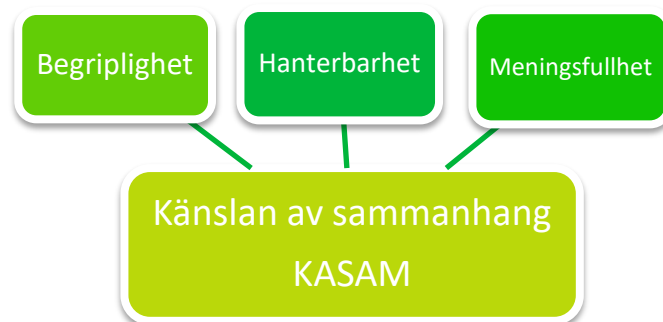 Begriplighet
Hanterbarhet
Meningsfullhet
Känslan av sammanhang
KASAM